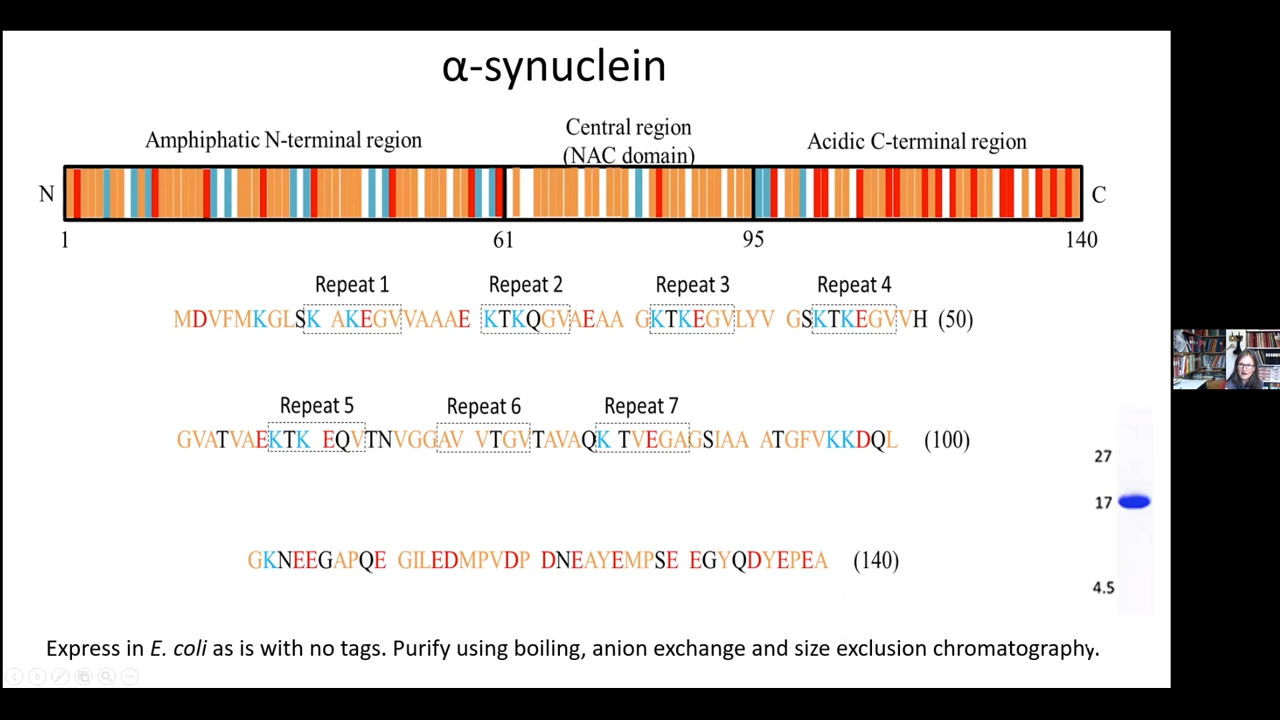 α-synuclein
Amphiphatic N-terminal region
Central region
(NAC domain)
Acidic C-terminal region
N
C
1
61
95
140
Repeat 1
Repeat 2
Repeat 3
Repeat 4
MDVFMKGLSK AKEGVVAAAE KTKQGVAEAA GKTKEGVLYV GSKTKEGVVH (50)
Repeat 5
Repeat 6
Repeat 7
GVATVAEKTK EQVTNVGGAV VTGVTAVAQK TVEGAGSIAA ATGFVKKDQL (100)
27
17
GKNEEGAPQE GILEDMPVDP DNEAYEMPSE EGYQDYEPEA (140)
4.5
Express in E. coli as is with no tags. Purify using boiling, anion exchange and size exclusion chromatography.